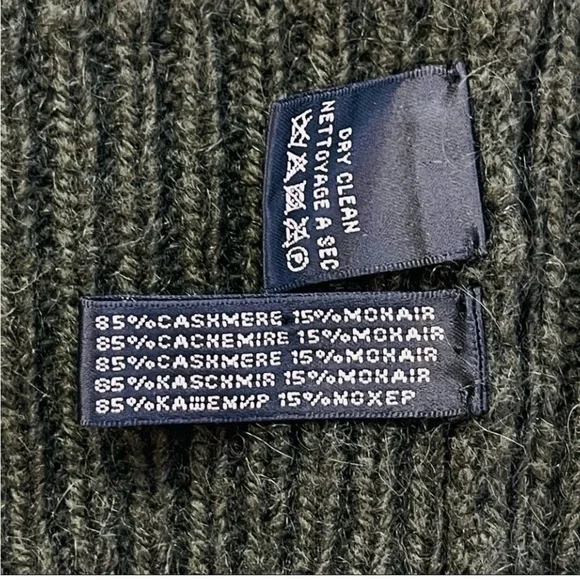 DRY CLEAN
NETTOYAGE A SEC
P
85%CASHMERE 15%MOHAIR
85%CACHEMIRE 15%MOHAIR
85%CASHMERE 15%MOHAIR
85%KASCHMIR 15%MOHAIR
85%КАШЕМИР 15%МОХЕР